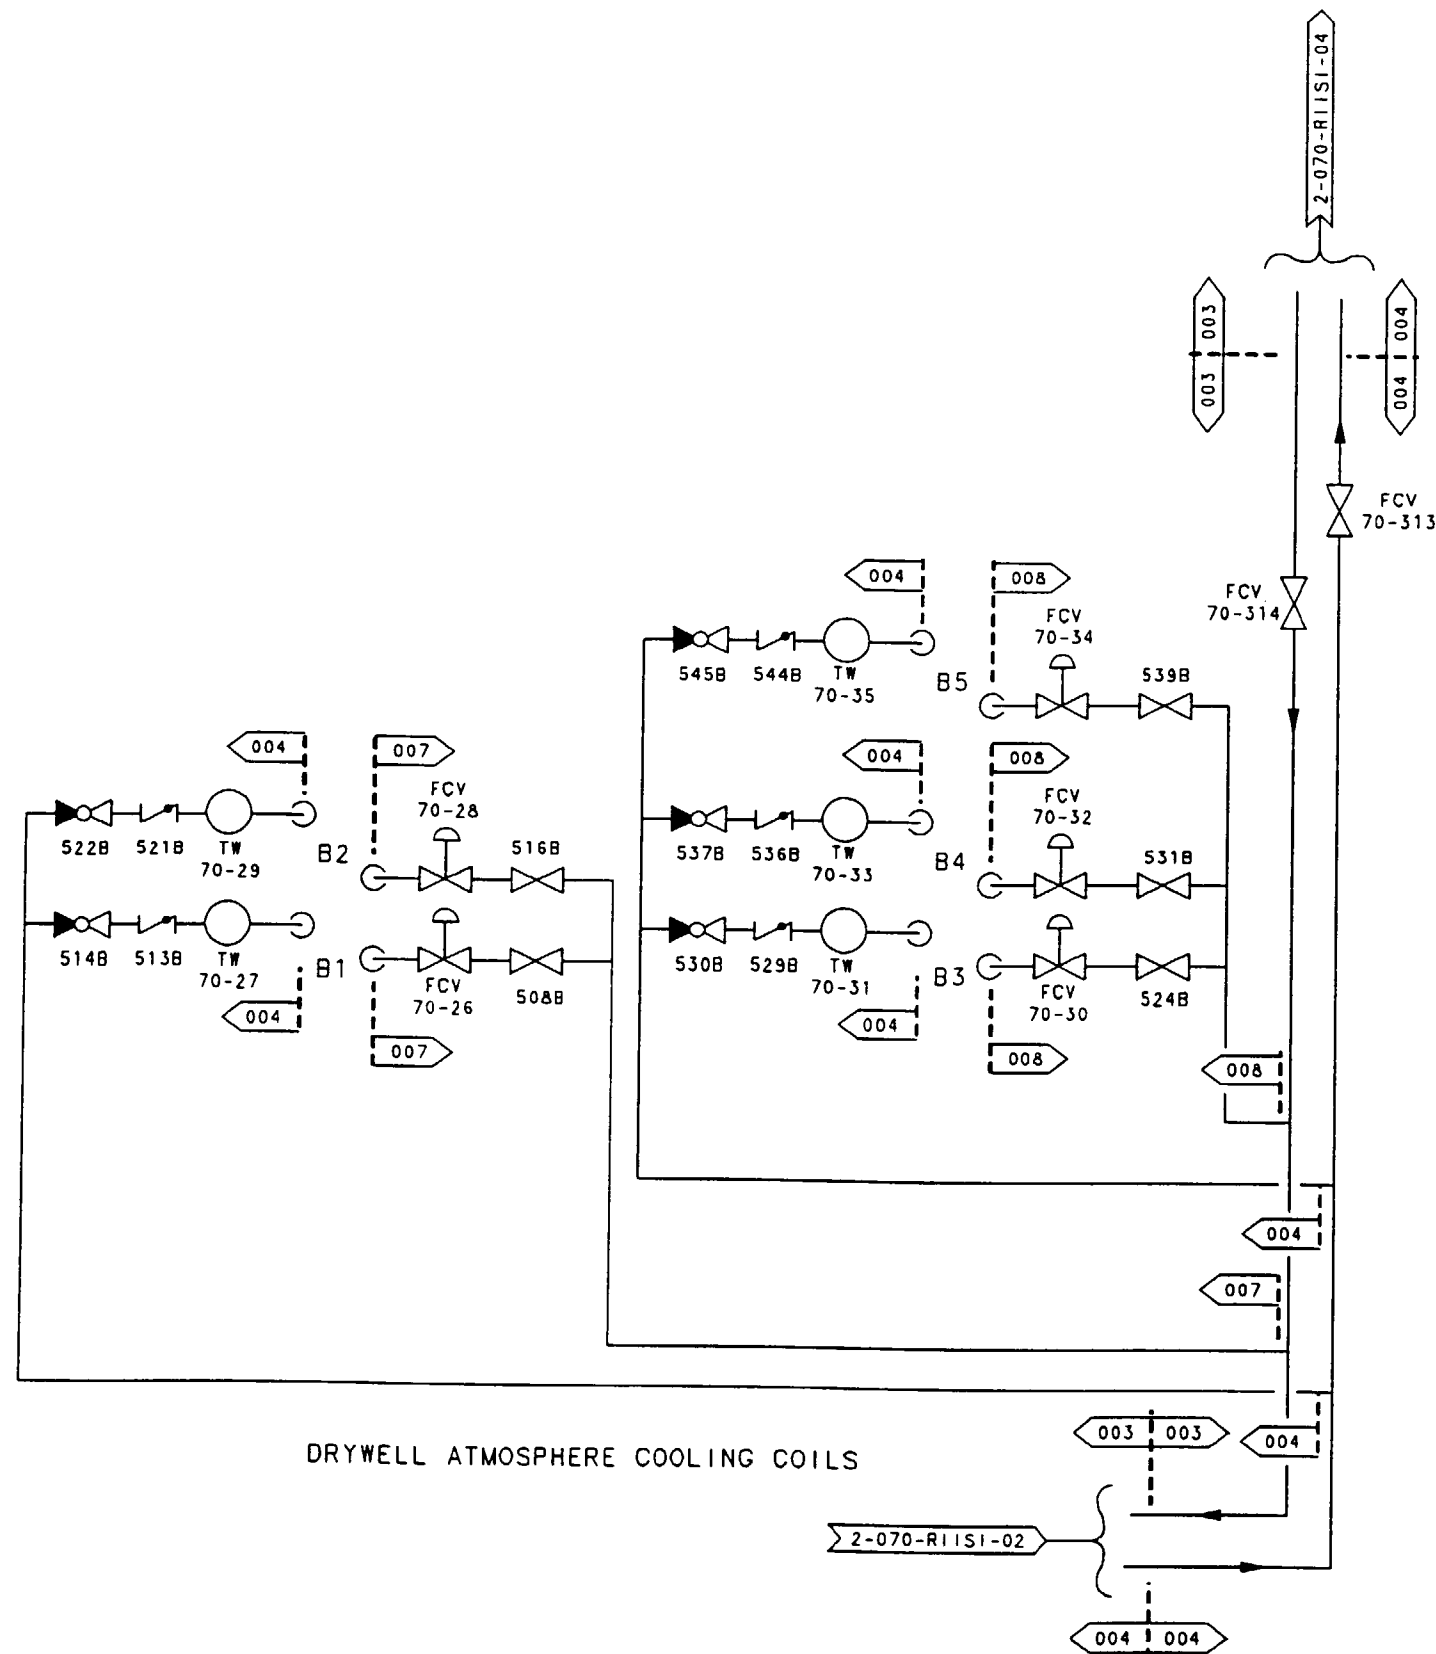 2-070-RIISI-04
003
003
004
004
FCV
70-313
FCV
70-314
004
008
FCV
70-34
545B
544B
TW
70-35
B5
539B
004
007
004
008
FCV
70-28
FCV
70-32
522B
521B
TW
70-29
B2
516B
537B
536B
TW
70-33
B4
531B
514B
513B
TW
70-27
B1
FCV
70-26
508B
530B
529B
TW
70-31
B3
FCV
70-30
524B
004
007
004
008
008
004
007
003
003
004
DRYWELL ATMOSPHERE COOLING COILS
2-070-RIISI-02
004
004